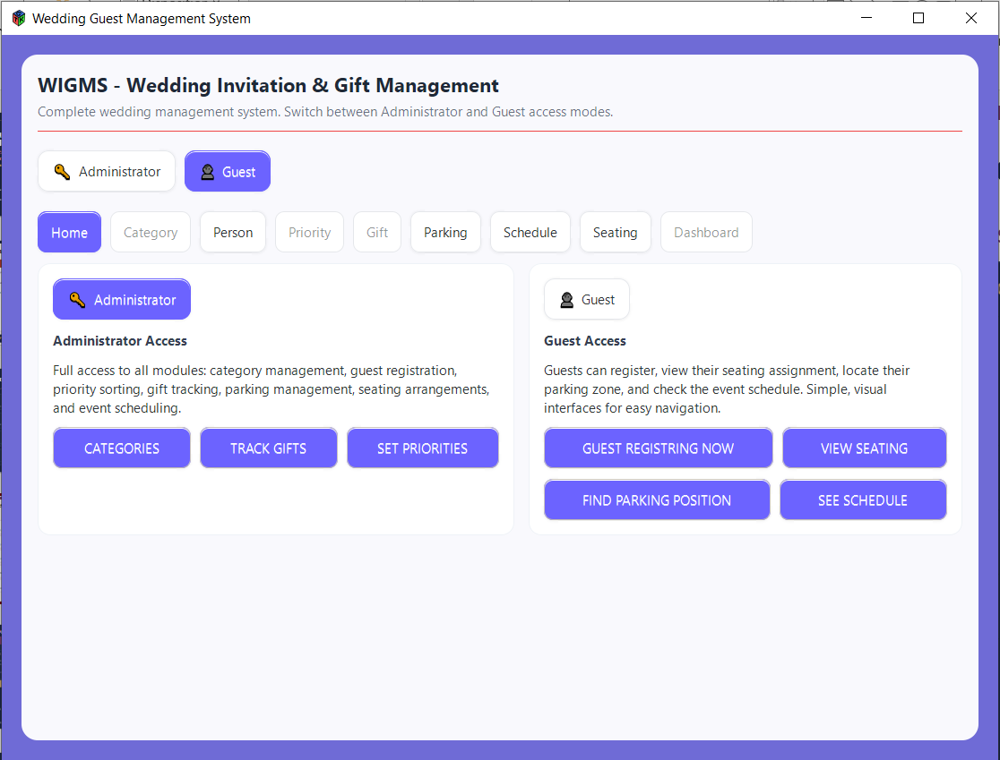 Wedding Guest Management System
WIGMS - Wedding Invitation & Gift Management
Complete wedding management system. Switch between Administrator and Guest access modes.
Administrator Guest
Home Category Person Priority Gift Parking Schedule Seating Dashboard
Administrator
Administrator Access
Full access to all modules: category management, guest registration,
priority sorting, gift tracking, parking management, seating arrangements,
and event scheduling.
CATEGORIES TRACK GIFTS SET PRIORITIES
Guest
Guest Access
Guests can register, view their seating assignment, locate their
parking zone, and check the event schedule. Simple, visual
interfaces for easy navigation.
GUEST REGISTRING NOW VIEW SEATING
FIND PARKING POSITION SEE SCHEDULE